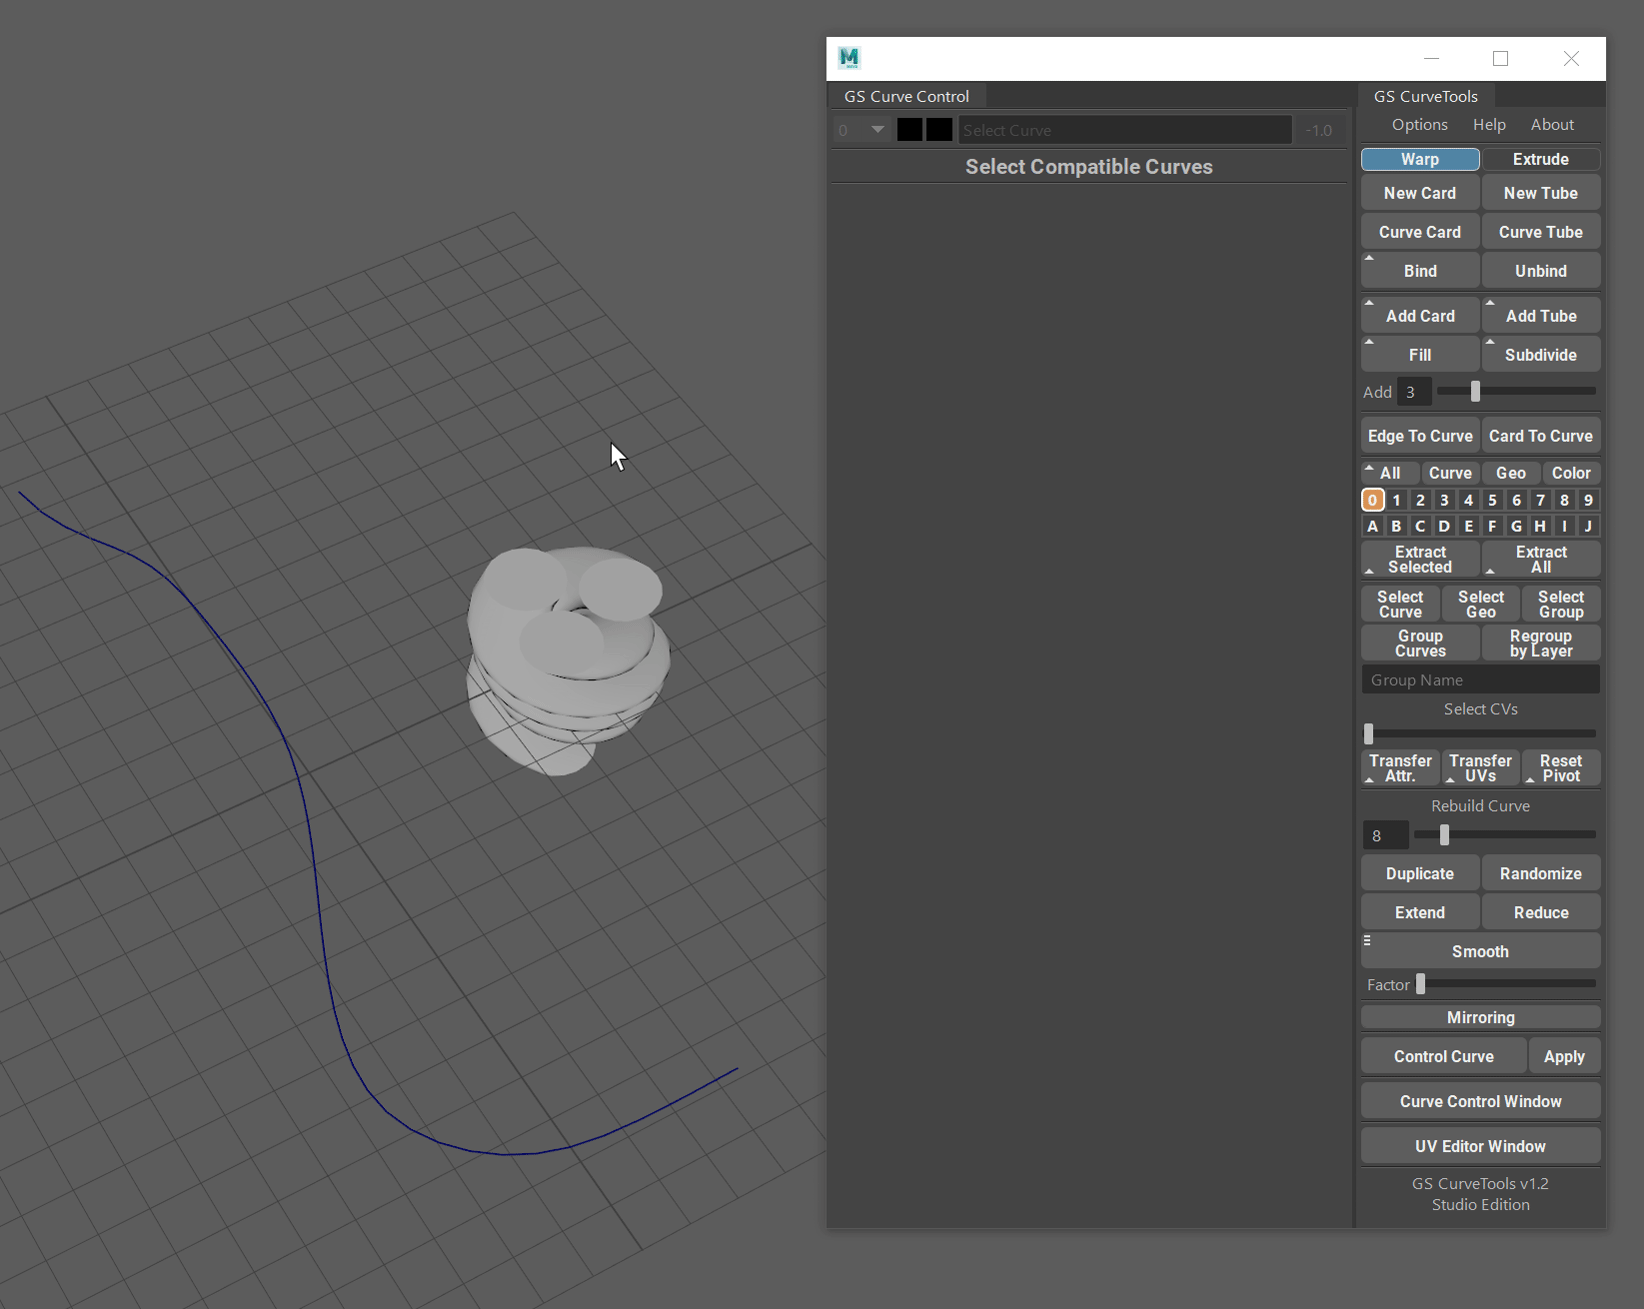 GS Curve Control
GS CurveTools
Options Help About
0 Select Curve -1.0
Select Compatible Curves
Warp Extrude
New Card New Tube
Curve Card Curve Tube
Bind Unbind
Add Card Add Tube
Fill Subdivide
Add 3
Edge To Curve Card To Curve
All Curve Geo Color
0 1 2 3 4 5 6 7 8 9
A B C D E F G H I J
Extract Selected Extract All
Select Curve Select Geo Select Group
Group Curves Regroup by Layer
Group Name
Select CVs
Transfer Attr. Transfer UVs Reset Pivot
Rebuild Curve
8
Duplicate Randomize
Extend Reduce
Smooth
Factor
Mirroring
Control Curve Apply
Curve Control Window
UV Editor Window
GS CurveTools v1.2
Studio Edition